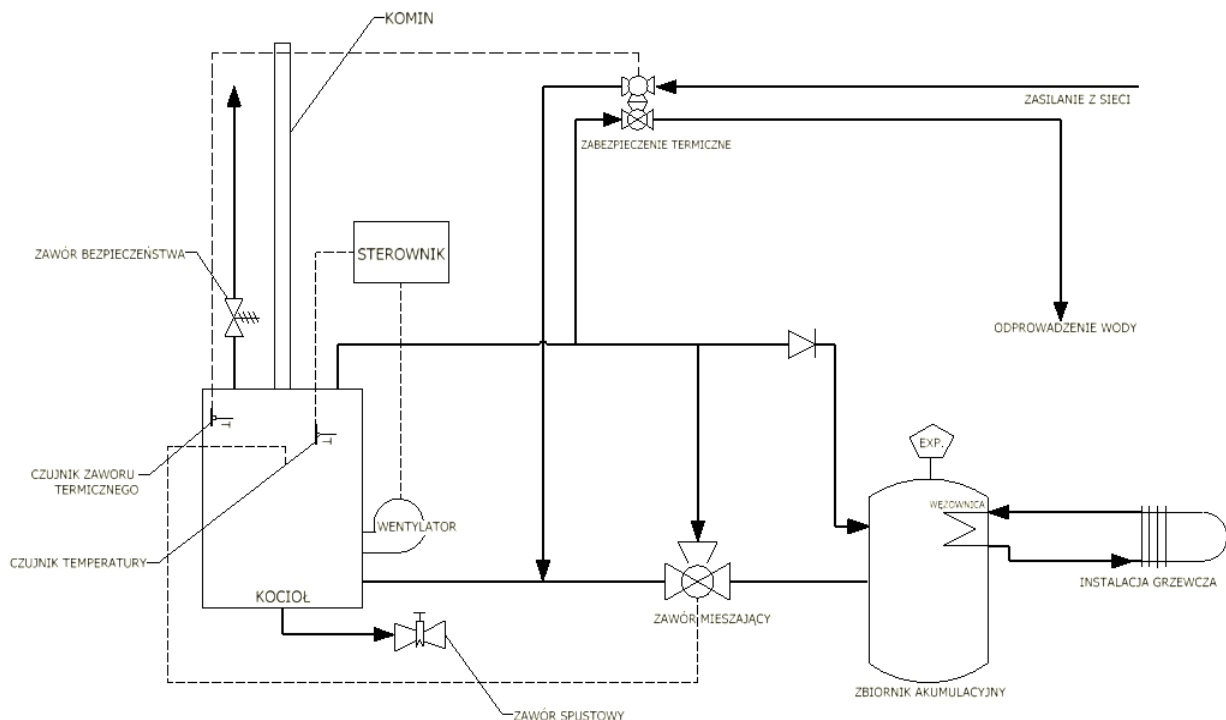 KOMIN
ZASILANIE Z SIECI
ZABEZPIECZENIE TERMICZNE
ZAWÓR BEZPIECZEŃSTWA
STEROWNIK
ODPROWADZENIE WODY
EXP.
CZUJNIK ZAWORU
TERMICZNEGO
WĘŻOWNICA
WENTYLATOR
CZUJNIK TEMPERATURY
INSTALACJA GRZEWCZA
KOCIOŁ
ZAWÓR MIESZAJĄCY
ZBIORNIK AKUMULACYJNY
ZAWÓR SPUSTOWY